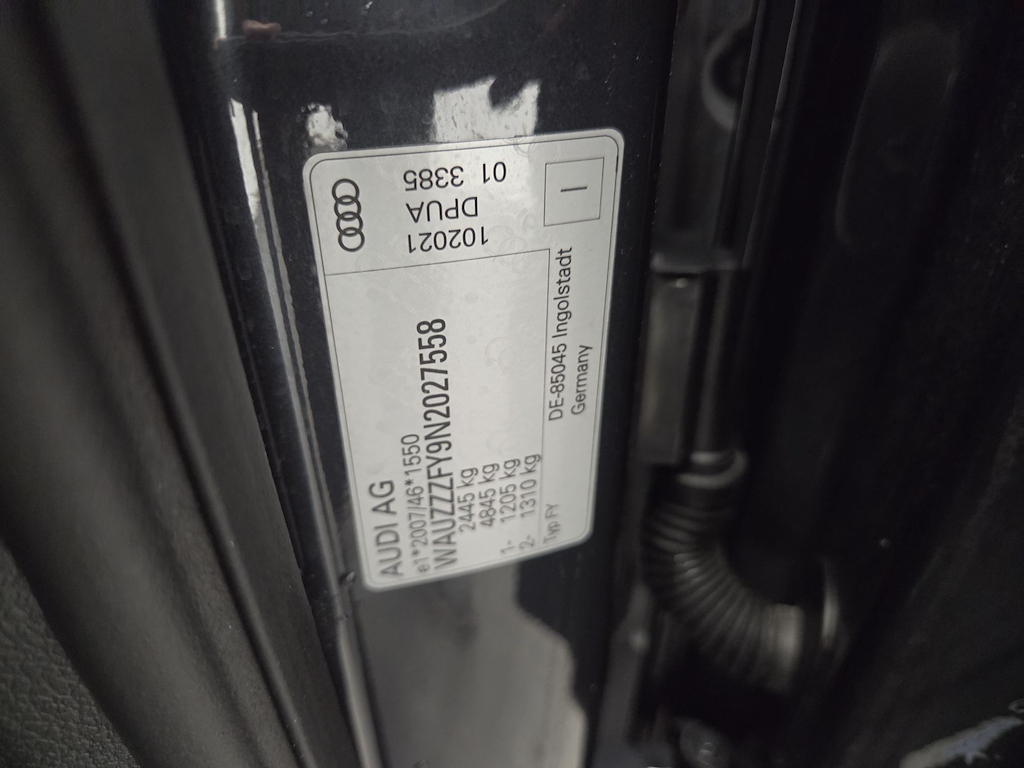 AUDI AG
e1*2007/46*1550
WAUZZZFY9N2027558
2445 kg
4845 kg
1- 1205 kg
2- 1310 kg
Typ FY
DE-85045 Ingolstadt
Germany
102021
DPUA
01 3385